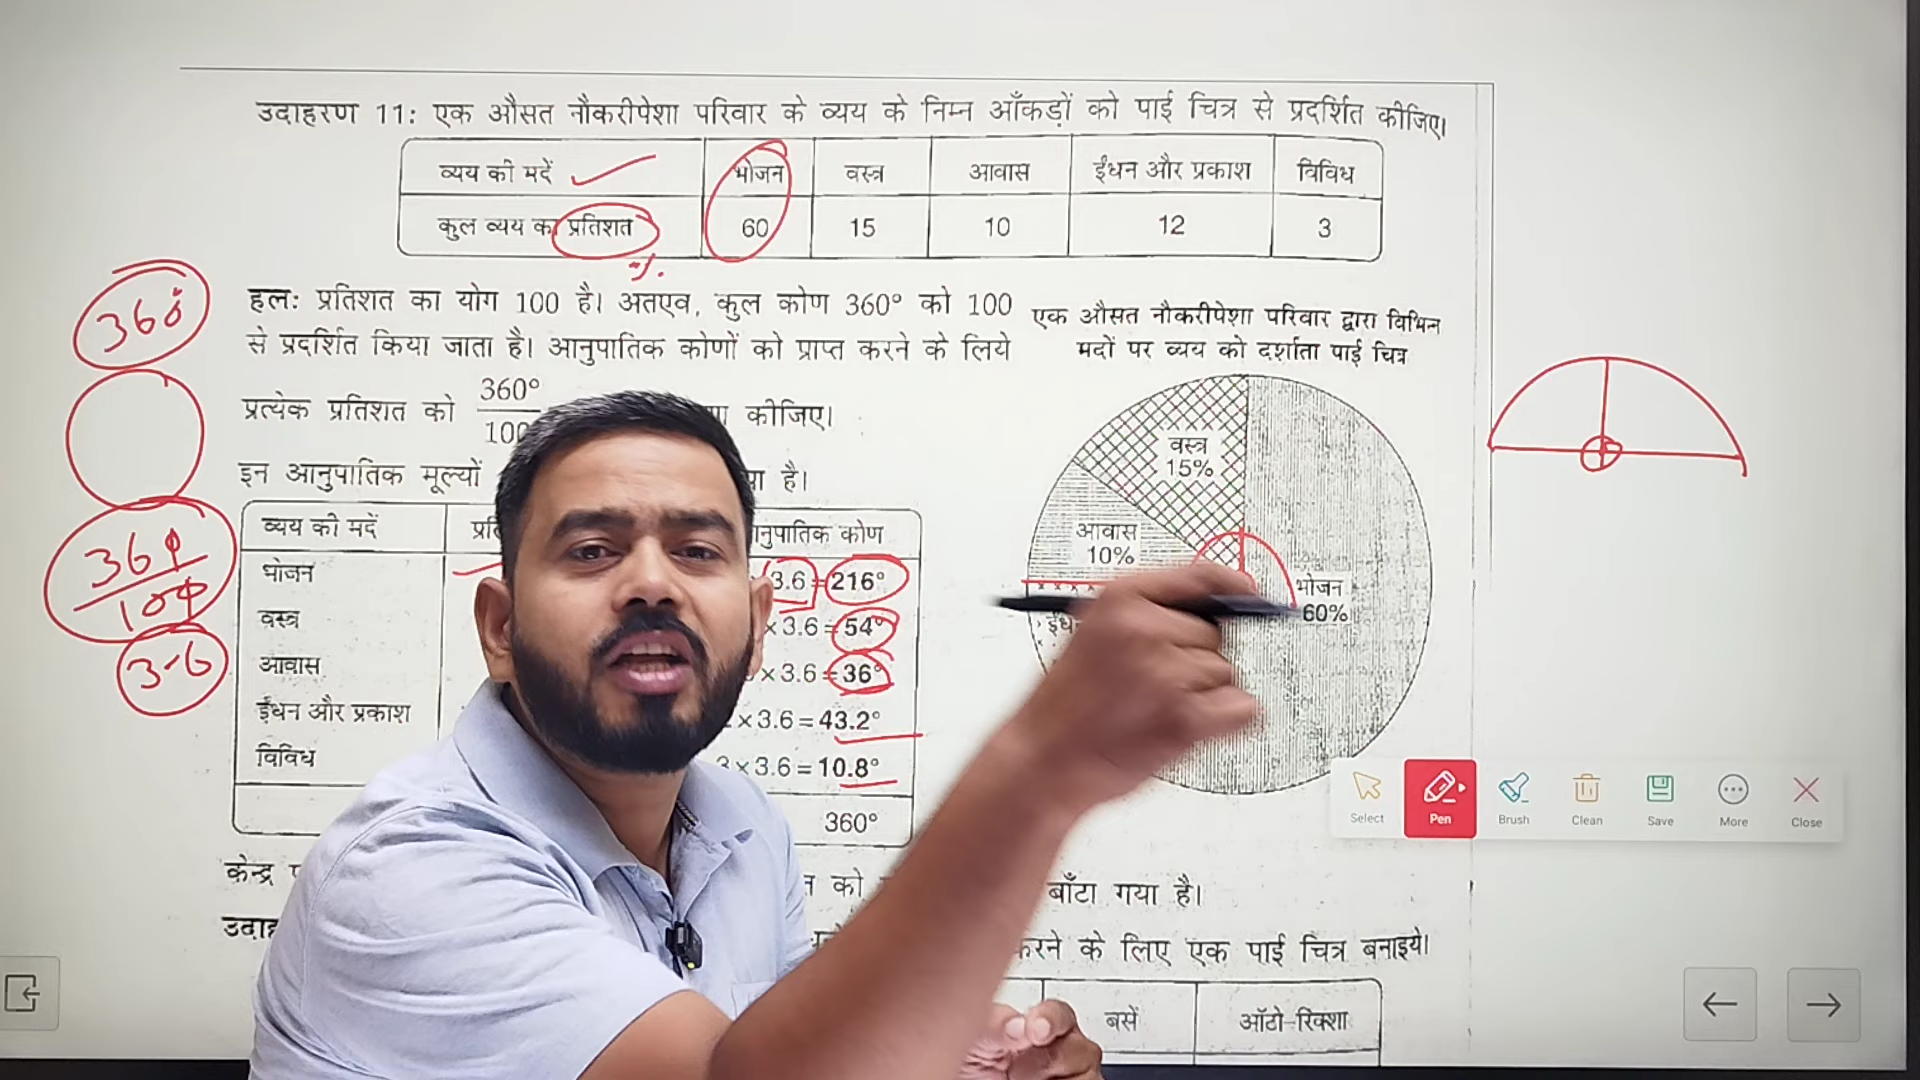 उदाहरण 11: एक औसत नौकरीपेशा परिवार के व्यय के निम्न आँकड़ों को पाई चित्र से प्रदर्शित कीजिए।
व्यय की मदें भोजन वस्त्र आवास ईंधन और प्रकाश विविध
कुल व्यय का प्रतिशत 60 15 10 12 3
%.
360°
हल: प्रतिशत का योग 100 है। अतएव, कुल कोण 360° को 100
से प्रदर्शित किया जाता है। आनुपातिक कोणों को प्राप्त करने के लिये
प्रत्येक प्रतिशत को 360°/100 कीजिए।
इन आनुपातिक मूल्यों है।
360/100
3.6
व्यय की मदें आनुपातिक कोण
भोजन 3.6 = 216°
वस्त्र × 3.6 = 54°
आवास × 3.6 = 36°
ईंधन और प्रकाश × 3.6 = 43.2°
विविध 3 × 3.6 = 10.8°
360°
एक औसत नौकरीपेशा परिवार द्वारा विभिन्न
मदों पर व्यय को दर्शाता पाई चित्र
वस्त्र
15%
आवास
10%
भोजन
60%
Select Pen Brush Clean Save More Close
केन्द्र को बाँटा गया है।
करने के लिए एक पाई चित्र बनाइये।
बसें ऑटो-रिक्शा